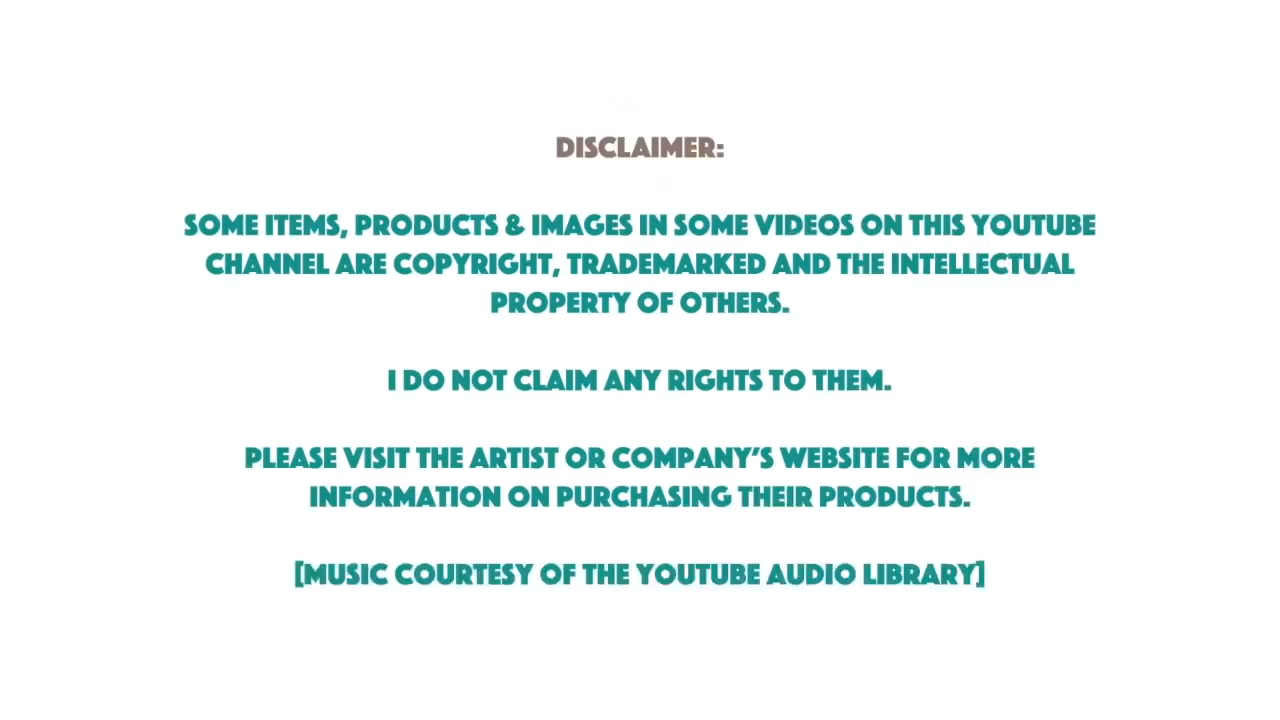 DISCLAIMER:
SOME ITEMS, PRODUCTS & IMAGES IN SOME VIDEOS ON THIS YOUTUBE
CHANNEL ARE COPYRIGHT, TRADEMARKED AND THE INTELLECTUAL
PROPERTY OF OTHERS.
I DO NOT CLAIM ANY RIGHTS TO THEM.
PLEASE VISIT THE ARTIST OR COMPANY'S WEBSITE FOR MORE
INFORMATION ON PURCHASING THEIR PRODUCTS.
[MUSIC COURTESY OF THE YOUTUBE AUDIO LIBRARY]